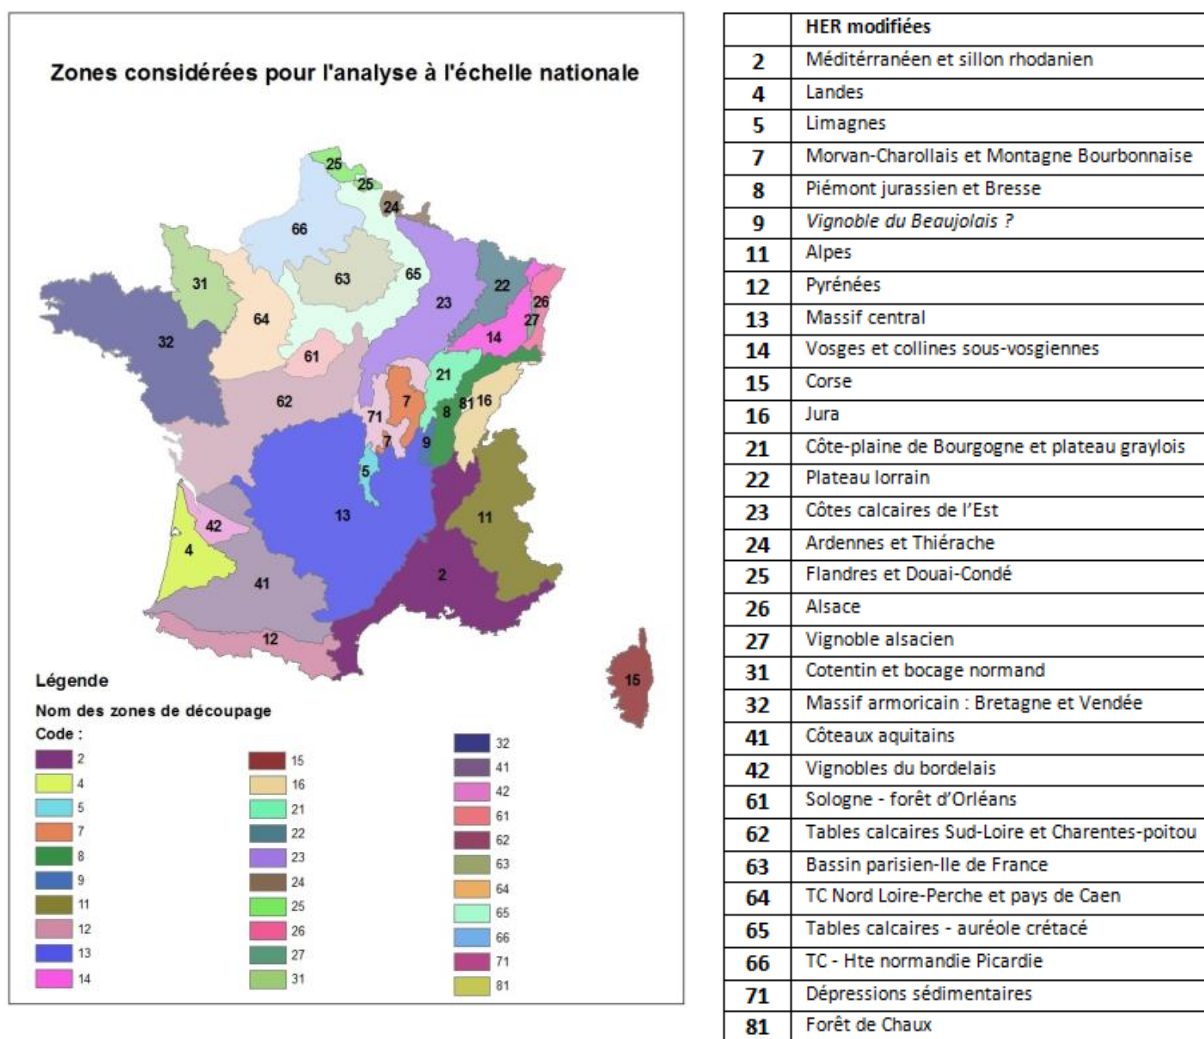 Zones considérées pour l'analyse à l'échelle nationale
25
25
24
66
63
65
31
22
26
23
27
64
14
32
61
21
62
7
81 16
71
8
7
9
5
13
11
42
4
2
41
12
15
Légende
Nom des zones de découpage
Code :
2
4
5
7
8
9
11
12
13
14
15
16
21
22
23
24
25
26
27
31
32
41
42
61
62
63
64
65
66
71
81
HER modifiées
2 Méditérranéen et sillon rhodanien
4 Landes
5 Limagnes
7 Morvan-Charollais et Montagne Bourbonnaise
8 Piémont jurassien et Bresse
9 Vignoble du Beaujolais ?
11 Alpes
12 Pyrénées
13 Massif central
14 Vosges et collines sous-vosgiennes
15 Corse
16 Jura
21 Côte-plaine de Bourgogne et plateau graylois
22 Plateau lorrain
23 Côtes calcaires de l'Est
24 Ardennes et Thiérache
25 Flandres et Douai-Condé
26 Alsace
27 Vignoble alsacien
31 Cotentin et bocage normand
32 Massif armoricain : Bretagne et Vendée
41 Côteaux aquitains
42 Vignobles du bordelais
61 Sologne - forêt d'Orléans
62 Tables calcaires Sud-Loire et Charentes-poitou
63 Bassin parisien-Ile de France
64 TC Nord Loire-Perche et pays de Caen
65 Tables calcaires - auréole crétacé
66 TC - Hte normandie Picardie
71 Dépressions sédimentaires
81 Forêt de Chaux